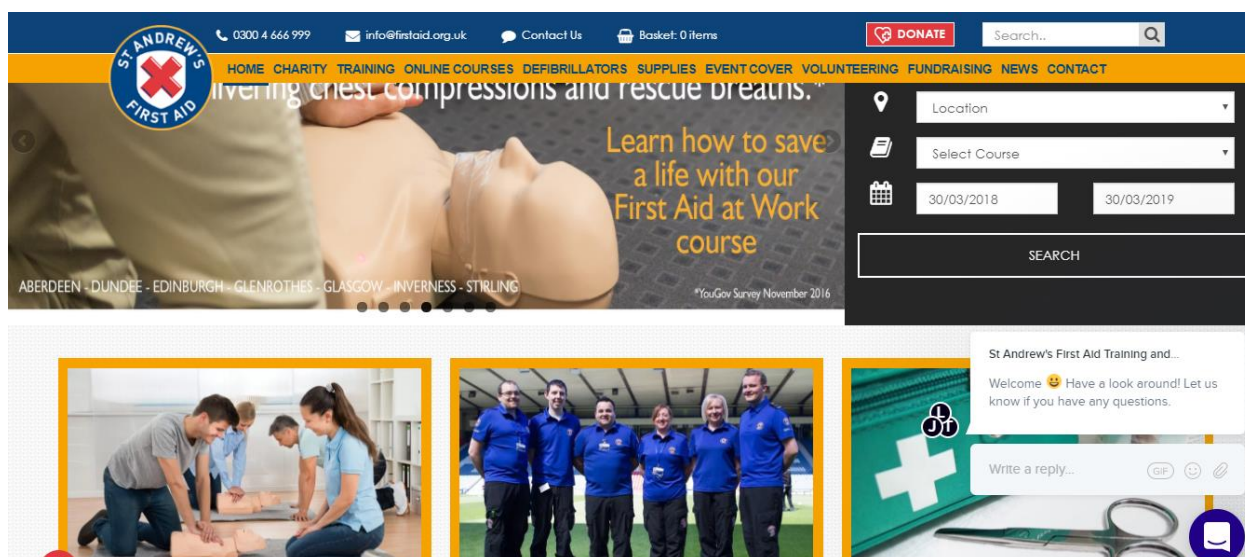 ST ANDREW'S
FIRST AID
0300 4 666 999
info@firstaid.org.uk
Contact Us
Basket: 0 items
DONATE
Search..
HOME CHARITY TRAINING ONLINE COURSES DEFIBRILLATORS SUPPLIES EVENT COVER VOLUNTEERING FUNDRAISING NEWS CONTACT
chest compressions and rescue breaths.*
Learn how to save
a life with our
First Aid at Work
course
ABERDEEN - DUNDEE - EDINBURGH - GLENROTHES - GLASGOW - INVERNESS - STIRLING
*YouGov Survey November 2016
Location
Select Course
30/03/2018
30/03/2019
SEARCH
St Andrew's First Aid Training and...
Welcome 😀 Have a look around! Let us
know if you have any questions.
L
J T
Write a reply...
GIF